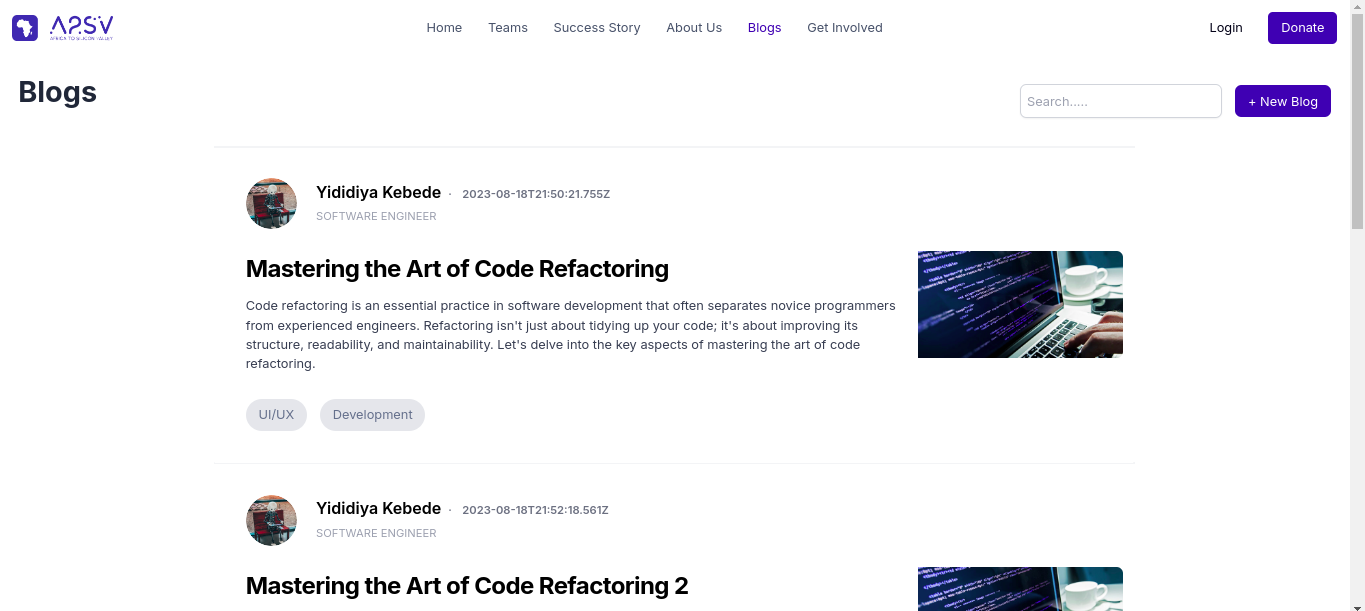 APSV
AFRICA TO SILICON VALLEY
Home Teams Success Story About Us Blogs Get Involved
Login Donate
Blogs
Search.....
+ New Blog
Yididiya Kebede · 2023-08-18T21:50:21.755Z
SOFTWARE ENGINEER
Mastering the Art of Code Refactoring
Code refactoring is an essential practice in software development that often separates novice programmers
from experienced engineers. Refactoring isn't just about tidying up your code; it's about improving its
structure, readability, and maintainability. Let's delve into the key aspects of mastering the art of code
refactoring.
UI/UX Development
Yididiya Kebede · 2023-08-18T21:52:18.561Z
SOFTWARE ENGINEER
Mastering the Art of Code Refactoring 2